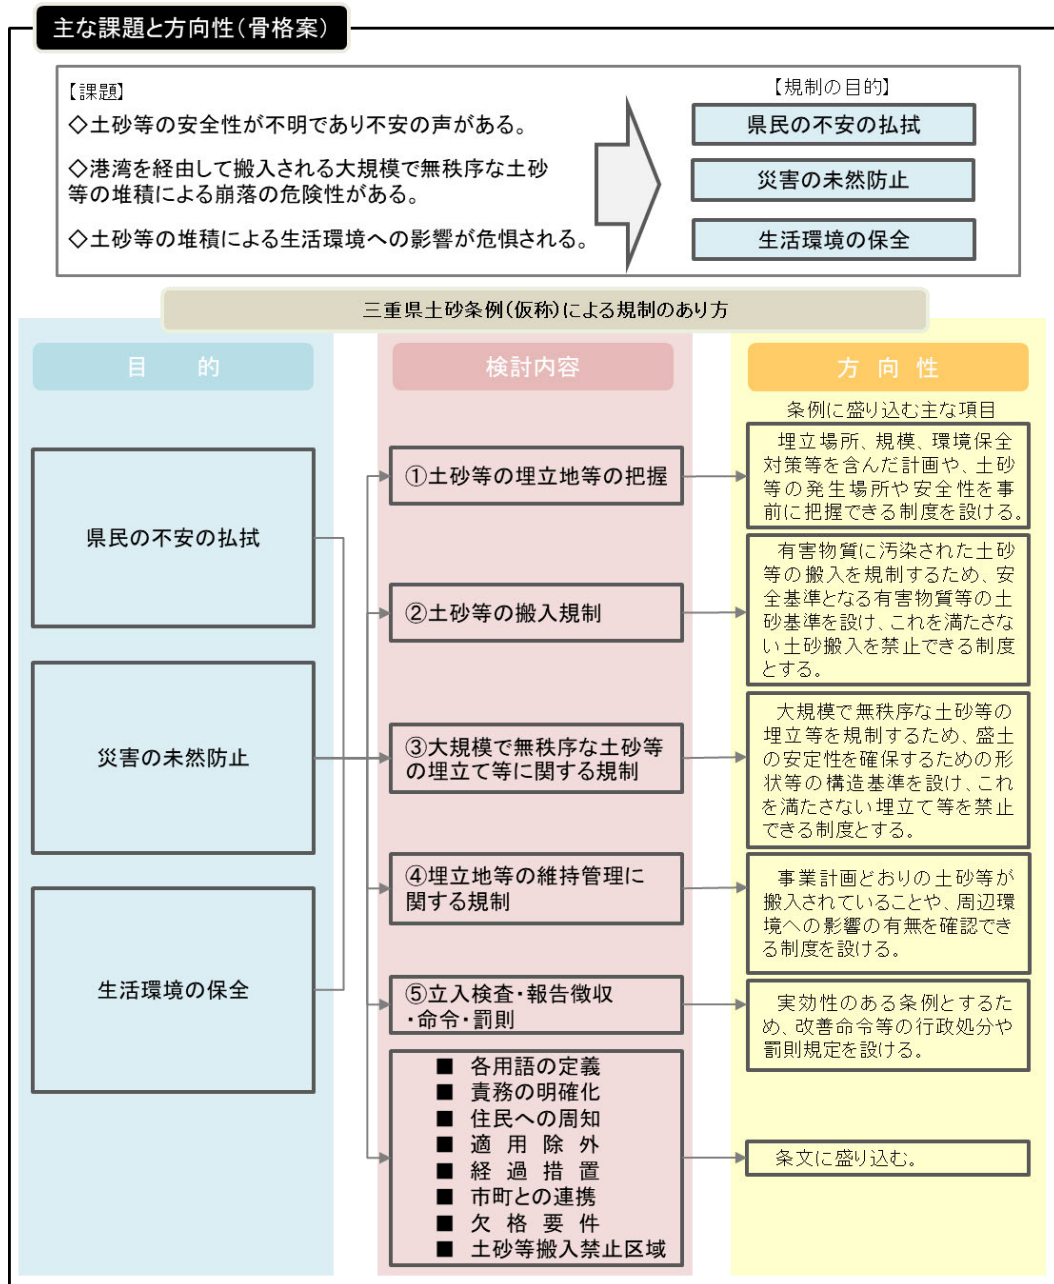 主な課題と方向性(骨格案)
【課題】
◇土砂等の安全性が不明であり不安の声がある。
◇港湾を経由して搬入される大規模で無秩序な土砂
等の堆積による崩落の危険性がある。
◇土砂等の堆積による生活環境への影響が危惧される。
【規制の目的】
県民の不安の払拭
災害の未然防止
生活環境の保全
三重県土砂条例(仮称)による規制のあり方
目 的
県民の不安の払拭
災害の未然防止
生活環境の保全
検討内容
①土砂等の埋立地等の把握
②土砂等の搬入規制
③大規模で無秩序な土砂等
の埋立て等に関する規制
④埋立地等の維持管理に
関する規制
⑤立入検査・報告徴収
・命令・罰則
■ 各用語の定義
■ 責務の明確化
■ 住民への周知
■ 適 用 除 外
■ 経 過 措 置
■ 市町との連携
■ 欠 格 要 件
■ 土砂等搬入禁止区域
方 向 性
条例に盛り込む主な項目
埋立場所、規模、環境保全
対策等を含んだ計画や、土砂
等の発生場所や安全性を事
前に把握できる制度を設ける。
有害物質に汚染された土砂
等の搬入を規制するため、安
全基準となる有害物質等の土
砂基準を設け、これを満たさな
い土砂搬入を禁止できる制度
とする。
大規模で無秩序な土砂等の
埋立等を規制するため、盛土
の安定性を確保するための形
状等の構造基準を設け、これ
を満たさない埋立て等を禁止
できる制度とする。
事業計画どおりの土砂等が
搬入されていることや、周辺環
境への影響の有無を確認でき
る制度を設ける。
実効性のある条例とするた
め、改善命令等の行政処分や
罰則規定を設ける。
条文に盛り込む。